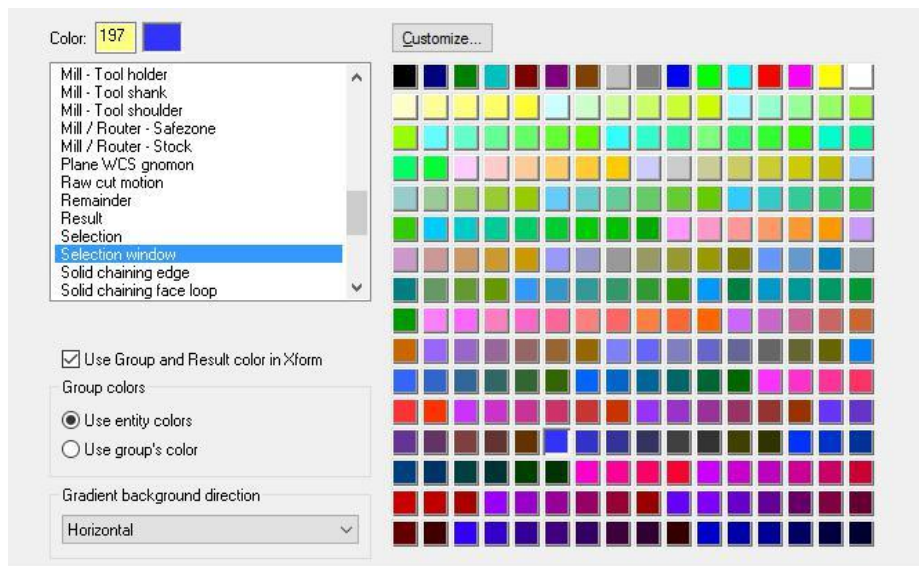 Color: 197
Customize...
Mill - Tool holder
Mill - Tool shank
Mill - Tool shoulder
Mill / Router - Safezone
Mill / Router - Stock
Plane WCS gnomon
Raw cut motion
Remainder
Result
Selection
Selection window
Solid chaining edge
Solid chaining face loop
Use Group and Result color in Xform
Group colors
Use entity colors
Use group's color
Gradient background direction
Horizontal